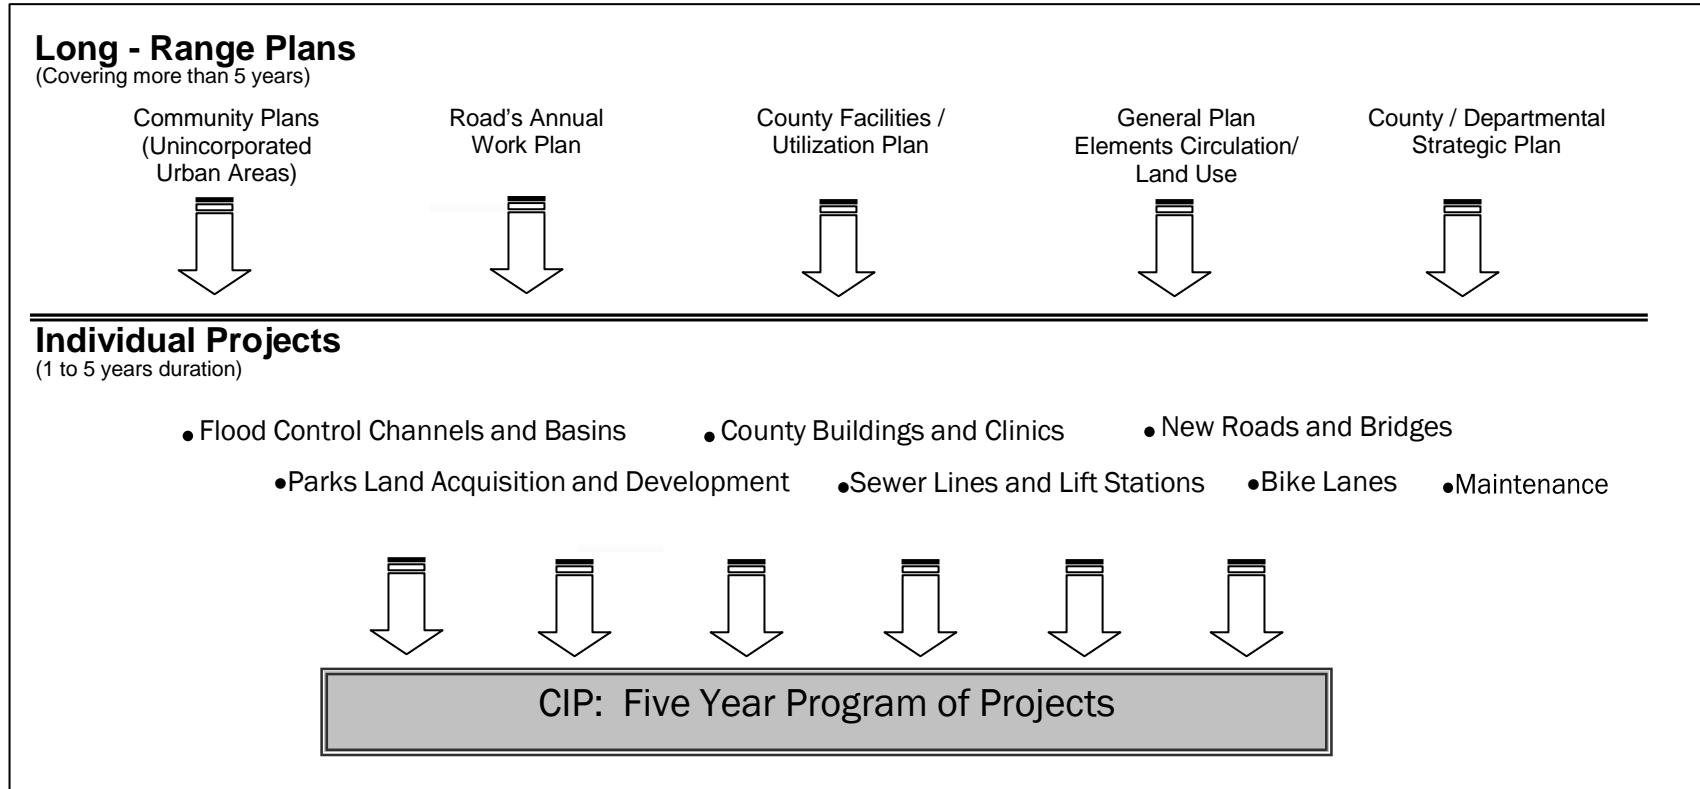 Long - Range Plans
(Covering more than 5 years)
Community Plans
(Unincorporated
Urban Areas)
Road's Annual
Work Plan
County Facilities /
Utilization Plan
General Plan
Elements Circulation/
Land Use
County / Departmental
Strategic Plan
Individual Projects
(1 to 5 years duration)
• Flood Control Channels and Basins
• County Buildings and Clinics
• New Roads and Bridges
•Parks Land Acquisition and Development
•Sewer Lines and Lift Stations
•Bike Lanes
•Maintenance
CIP: Five Year Program of Projects